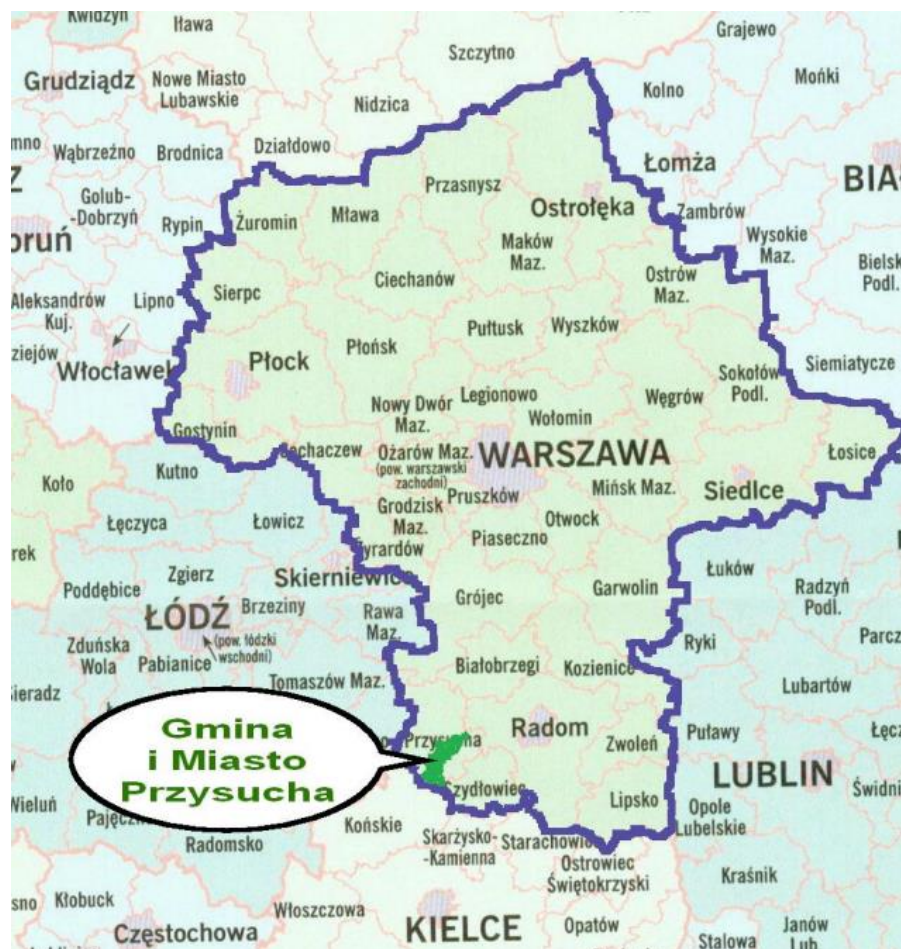 Kwidzyn
Iława
Szczytno
Grajewo
Grudziądz
Nowe Miasto
Lubawskie
Nidzica
Kolno
Mońki
Działdowo
Wąbrzeźno
Brodnica
Łomża
Golub-
-Dobrzyń
Rypin
Żuromin
Mława
Przasnysz
Ostrołęka
Zambrów
Wysokie
Maz.
Maków
Maz.
Ciechanów
Ostrów
Maz.
Bielsk
Podl.
Aleksandrów
Kuj.
Lipno
Sierpc
Pułtusk
Wyszków
Włocławek
Płock
Płońsk
Siemiatycze
Sokołów
Podl.
Węgrów
Legionowo
Nowy Dwór
Maz.
Wołomin
Gostynin
Sochaczew
Ożarów Maz.
(pow. warszawski
zachodni)
WARSZAWA
Łosice
Koło
Kutno
Mińsk Maz.
Siedlce
Pruszków
Grodzisk
Maz.
Łęczyca
Łowicz
Otwock
Piaseczno
Żyrardów
Skierniewice
Zgierz
Poddębice
Garwolin
Łuków
Radzyń
Podl.
Grójec
Brzeziny
ŁÓDŹ
(pow. łódzki
wschodni)
Rawa
Maz.
Zduńska
Wola
Pabianice
Ryki
Białobrzegi
Kozienice
Tomaszów Maz.
Lubartów
Gmina
i Miasto
Przysucha
Przysucha
Radom
Zwoleń
Puławy
LUBLIN
Szydłowiec
Lipsko
Wieluń
Opole
Lubelskie
Końskie
Skarżysko-
-Kamienna
Starachowice
Radomsko
Ostrowiec
Świętokrzyski
Kraśnik
Kłobuck
Włoszczowa
Częstochowa
KIELCE
Opatów
Stalowa
Janów
Lub.